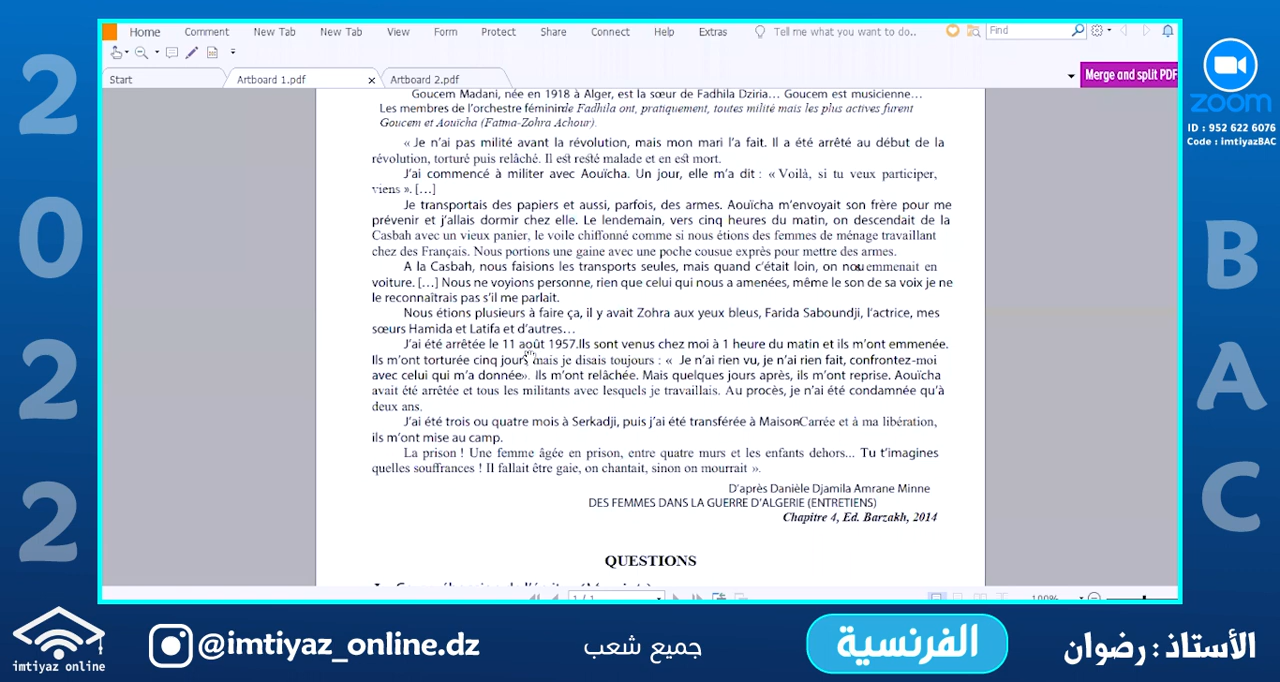 Home Comment New Tab New Tab View Form Protect Share Connect Help Extras Tell me what you want to do.. Find
Start Artboard 1.pdf Artboard 2.pdf Merge and split PDF
Goucem Madani, née en 1918 à Alger, est la sœur de Fadhila Dziria... Goucem est musicienne...
Les membres de l'orchestre féminin de Fadhila ont, pratiquement, toutes milité mais les plus actives furent
Goucem et Aouïcha (Fatma-Zohra Achour).
« Je n'ai pas milité avant la révolution, mais mon mari l'a fait. Il a été arrêté au début de la
révolution, torturé puis relâché. Il est resté malade et en est mort.
J'ai commencé à militer avec Aouïcha. Un jour, elle m'a dit : « Voilà, si tu veux participer,
viens ». [...]
Je transportais des papiers et aussi, parfois, des armes. Aouïcha m'envoyait son frère pour me
prévenir et j'allais dormir chez elle. Le lendemain, vers cinq heures du matin, on descendait de la
Casbah avec un vieux panier, le voile chiffonné comme si nous étions des femmes de ménage travaillant
chez des Français. Nous portions une gaine avec une poche cousue exprès pour mettre des armes.
A la Casbah, nous faisions les transports seules, mais quand c'était loin, on nous emmenait en
voiture. [...] Nous ne voyions personne, rien que celui qui nous a amenées, même le son de sa voix je ne
le reconnaîtrais pas s'il me parlait.
Nous étions plusieurs à faire ça, il y avait Zohra aux yeux bleus, Farida Saboundji, l'actrice, mes
sœurs Hamida et Latifa et d'autres...
J'ai été arrêtée le 11 août 1957.Ils sont venus chez moi à 1 heure du matin et ils m'ont emmenée.
Ils m'ont torturée cinq jours mais je disais toujours : « Je n'ai rien vu, je n'ai rien fait, confrontez-moi
avec celui qui m'a donnée». Ils m'ont relâchée. Mais quelques jours après, ils m'ont reprise. Aouïcha
avait été arrêtée et tous les militants avec lesquels je travaillais. Au procès, je n'ai été condamnée qu'à
deux ans.
J'ai été trois ou quatre mois à Serkadji, puis j'ai été transférée à Maison-Carrée et à ma libération,
ils m'ont mise au camp.
La prison ! Une femme âgée en prison, entre quatre murs et les enfants dehors... Tu t'imagines
quelles souffrances ! Il fallait être gaie, on chantait, sinon on mourrait ».
D'après Danièle Djamila Amrane Minne
DES FEMMES DANS LA GUERRE D'ALGERIE (ENTRETIENS)
Chapitre 4, Ed. Barzakh, 2014
QUESTIONS
1 / 1 100%
2022
BAC
zoom
ID : 952 622 6076
Code : imtiyazBAC
imtiyaz online
@imtiyaz_online.dz
جميع شعب
الفرنسية
الأستاذ : رضوان